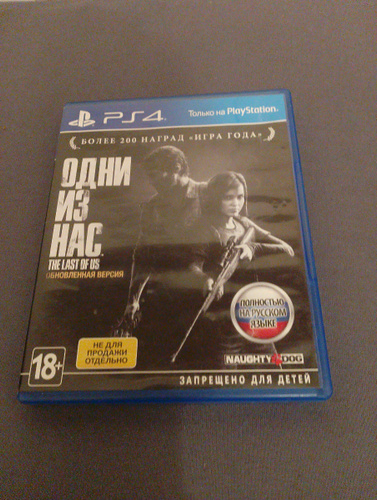 PS4
Только на PlayStation.
БОЛЕЕ 200 НАГРАД «ИГРА ГОДА»
ОДНИ
ИЗ
НАС
THE LAST OF US
ОБНОВЛЕННАЯ ВЕРСИЯ
ПОЛНОСТЬЮ
НА РУССКОМ
ЯЗЫКЕ
НЕ ДЛЯ
ПРОДАЖИ
ОТДЕЛЬНО
18+
NAUGHTY DOG
ЗАПРЕЩЕНО ДЛЯ ДЕТЕЙ